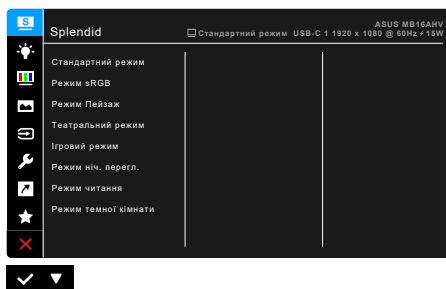 S
Splendid
ASUS MB16AHV
Стандартний режим USB-C 1 1920 x 1080 @ 60Hz 15W
Стандартний режим
Режим sRGB
Режим Пейзаж
Театральний режим
Ігровий режим
Режим ніч. перегл.
Режим читання
Режим темної кімнати